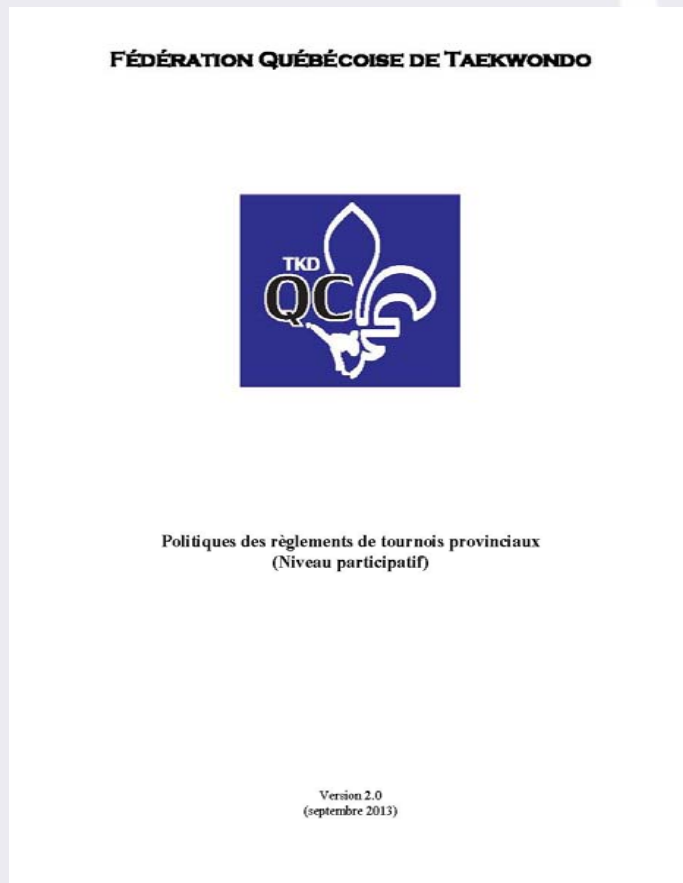 FÉDÉRATION QUÉBÉCOISE DE TAEKWONDO
TKD
QC
Politiques des règlements de tournois provinciaux
(Niveau participatif)
Version 2.0
(septembre 2013)